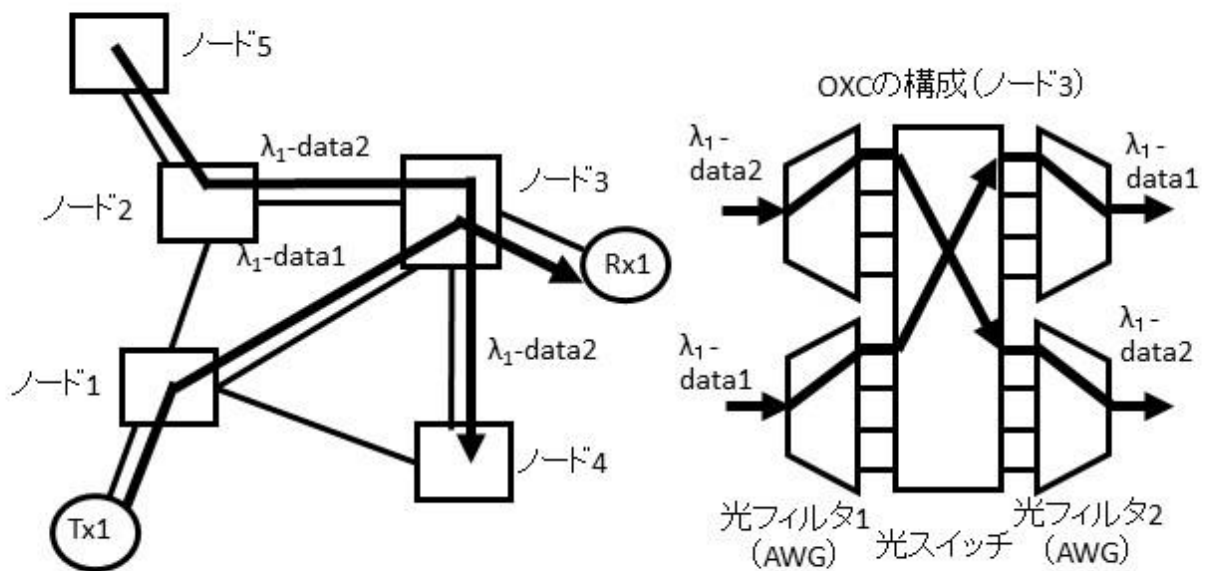 ノード5
λ₁-data2
ノード2
ノード3
λ₁-data1
Rx1
ノード1
λ₁-data2
ノード4
Tx1
OXCの構成(ノード3)
λ₁-
data2
λ₁-
data1
λ₁-
data1
λ₁-
data2
光フィルタ1
(AWG)
光スイッチ
光フィルタ2
(AWG)